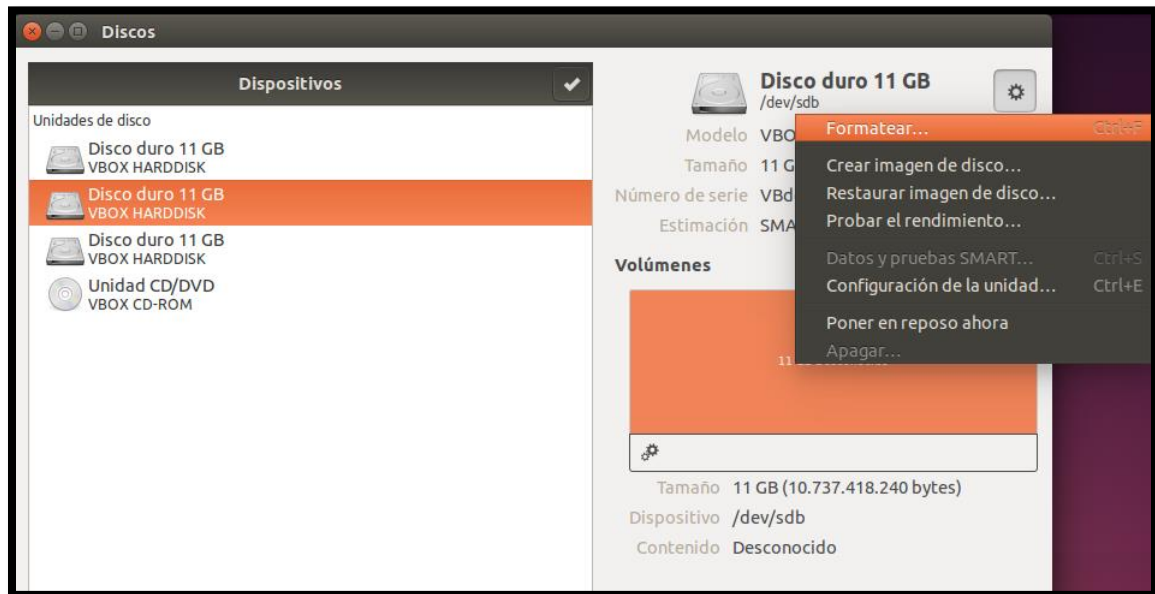 Discos
Dispositivos
Unidades de disco
Disco duro 11 GB
VBOX HARDDISK
Disco duro 11 GB
VBOX HARDDISK
Disco duro 11 GB
VBOX HARDDISK
Unidad CD/DVD
VBOX CD-ROM
Disco duro 11 GB
/dev/sdb
Modelo VBO
Tamaño 11 G
Número de serie VBd
Estimación SMA
Formatear... Ctrl+F
Crear imagen de disco...
Restaurar imagen de disco...
Probar el rendimiento...
Datos y pruebas SMART... Ctrl+S
Configuración de la unidad... Ctrl+E
Poner en reposo ahora
Apagar...
Volúmenes
11
Tamaño 11 GB (10.737.418.240 bytes)
Dispositivo /dev/sdb
Contenido Desconocido